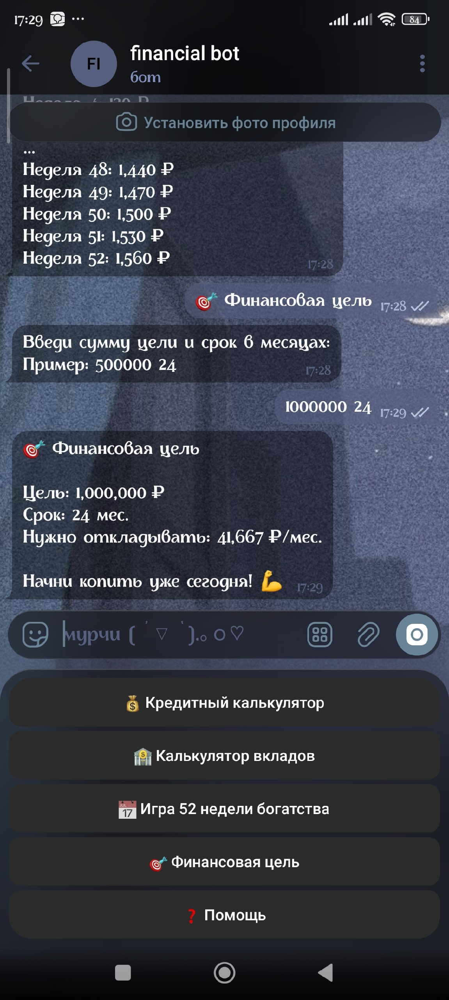 17:29
84
FI
financial bot
бот
Неделя 4: 120 ₽
Установить фото профиля
...
Неделя 48: 1,440 ₽
Неделя 49: 1,470 ₽
Неделя 50: 1,500 ₽
Неделя 51: 1,530 ₽
Неделя 52: 1,560 ₽
17:28
🎯 Финансовая цель 17:28
Введи сумму цели и срок в месяцах:
Пример: 500000 24
17:28
1000000 24 17:29
🎯 Финансовая цель
Цель: 1,000,000 ₽
Срок: 24 мес.
Нужно откладывать: 41,667 ₽/мес.
Начни копить уже сегодня! 💪 17:29
мурчи ( ´ ▽ ` ).。o♡
💰 Кредитный калькулятор
🏦 Калькулятор вкладов
📅 Игра 52 недели богатства
🎯 Финансовая цель
❓ Помощь